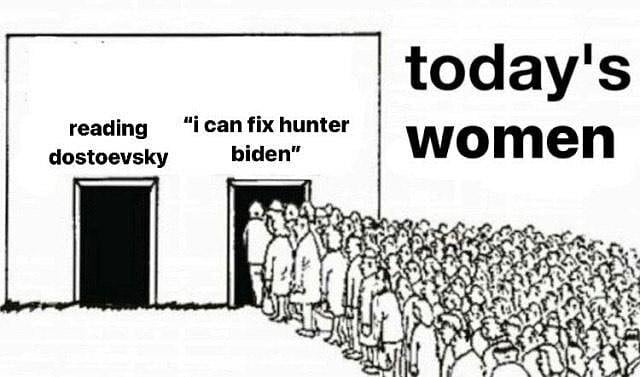 today's
women
reading
dostoevsky
“i can fix hunter
biden”